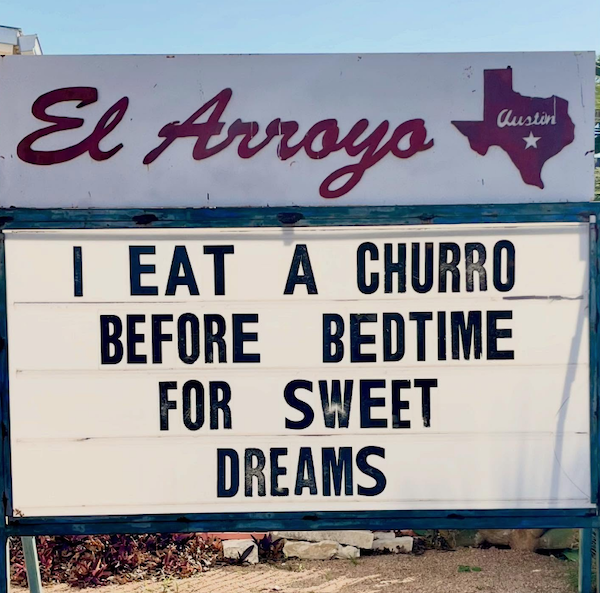 El Arroyo
Austin
I EAT A CHURRO
BEFORE BEDTIME
FOR SWEET
DREAMS